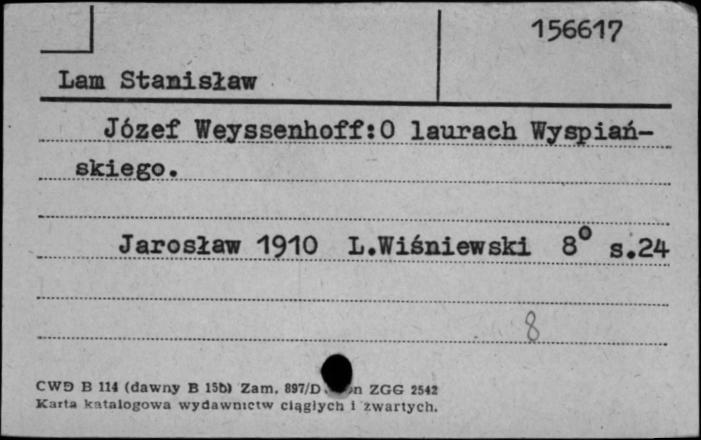 156617
Lam Stanisław
Józef Weyssenhoff:O laurach Wyspiań-
skiego.
Jarosław 1910 L.Wiśniewski 8° s.24
8
CWD B 114 (dawny B 15b) Zam. 897/D ZGG 2542
Karta katalogowa wydawnictw ciągłych i zwartych.